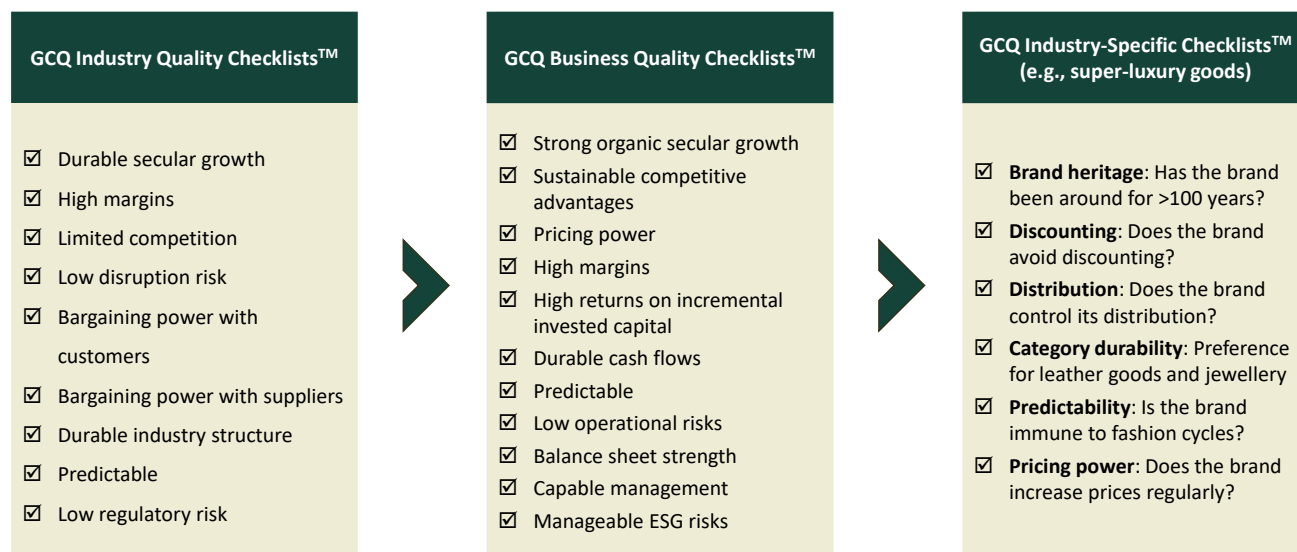 GCQ Industry Quality Checklists™
☑ Durable secular growth
☑ High margins
☑ Limited competition
☑ Low disruption risk
☑ Bargaining power with
customers
☑ Bargaining power with suppliers
☑ Durable industry structure
☑ Predictable
☑ Low regulatory risk
GCQ Business Quality Checklists™
☑ Strong organic secular growth
☑ Sustainable competitive
advantages
☑ Pricing power
☑ High margins
☑ High returns on incremental
invested capital
☑ Durable cash flows
☑ Predictable
☑ Low operational risks
☑ Balance sheet strength
☑ Capable management
☑ Manageable ESG risks
GCQ Industry-Specific Checklists™
(e.g., super-luxury goods)
☑ Brand heritage: Has the brand
been around for >100 years?
☑ Discounting: Does the brand
avoid discounting?
☑ Distribution: Does the brand
control its distribution?
☑ Category durability: Preference
for leather goods and jewellery
☑ Predictability: Is the brand
immune to fashion cycles?
☑ Pricing power: Does the brand
increase prices regularly?